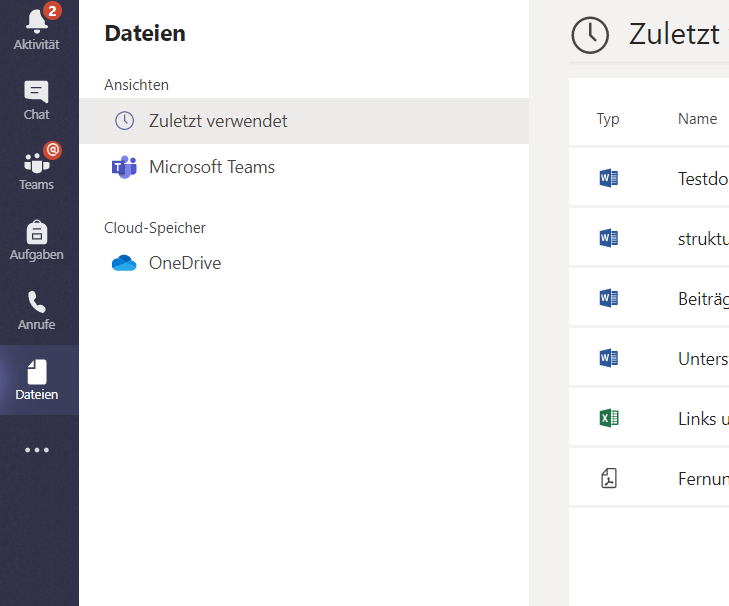 2
Aktivität
Chat
@
Teams
Aufgaben
Anrufe
Dateien
Dateien
Ansichten
Zuletzt verwendet
Microsoft Teams
Cloud-Speicher
OneDrive
Zuletzt
Typ Name
Testdo
struktu
Beiträg
Unters
Links u
Fernun